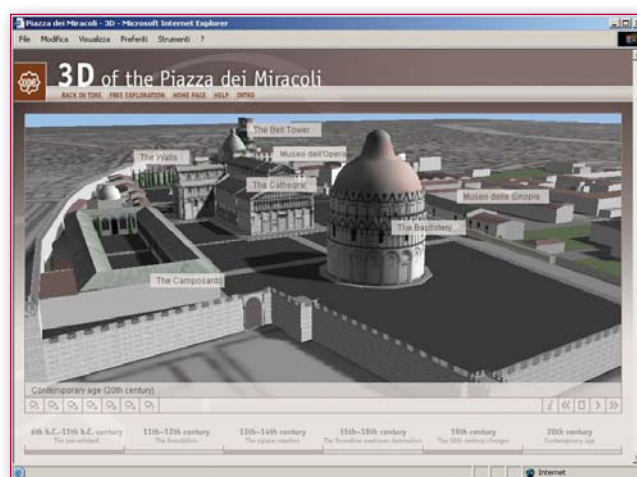 Piazza dei Miracoli - 3D - Microsoft Internet Explorer
File Modifica Visualizza Preferiti Strumenti ?
3D of the Piazza dei Miracoli
BACK IN TIME FREE EXPLORATION HOME PAGE HELP INTRO
The Bell Tower
The Walls
Museo dell'Opera
The Cathedral
Museo delle Sinopie
The Baptistery
The Camposanto
Contemporary age (20th century)
6th b.C.-11th b.C. century 11th-12th century 13th-14th century 15th-18th century 19th century 20th century
The pre-existent The foundation The square creation The florentine medicean domination The 19th century changes Contemporary age
Internet